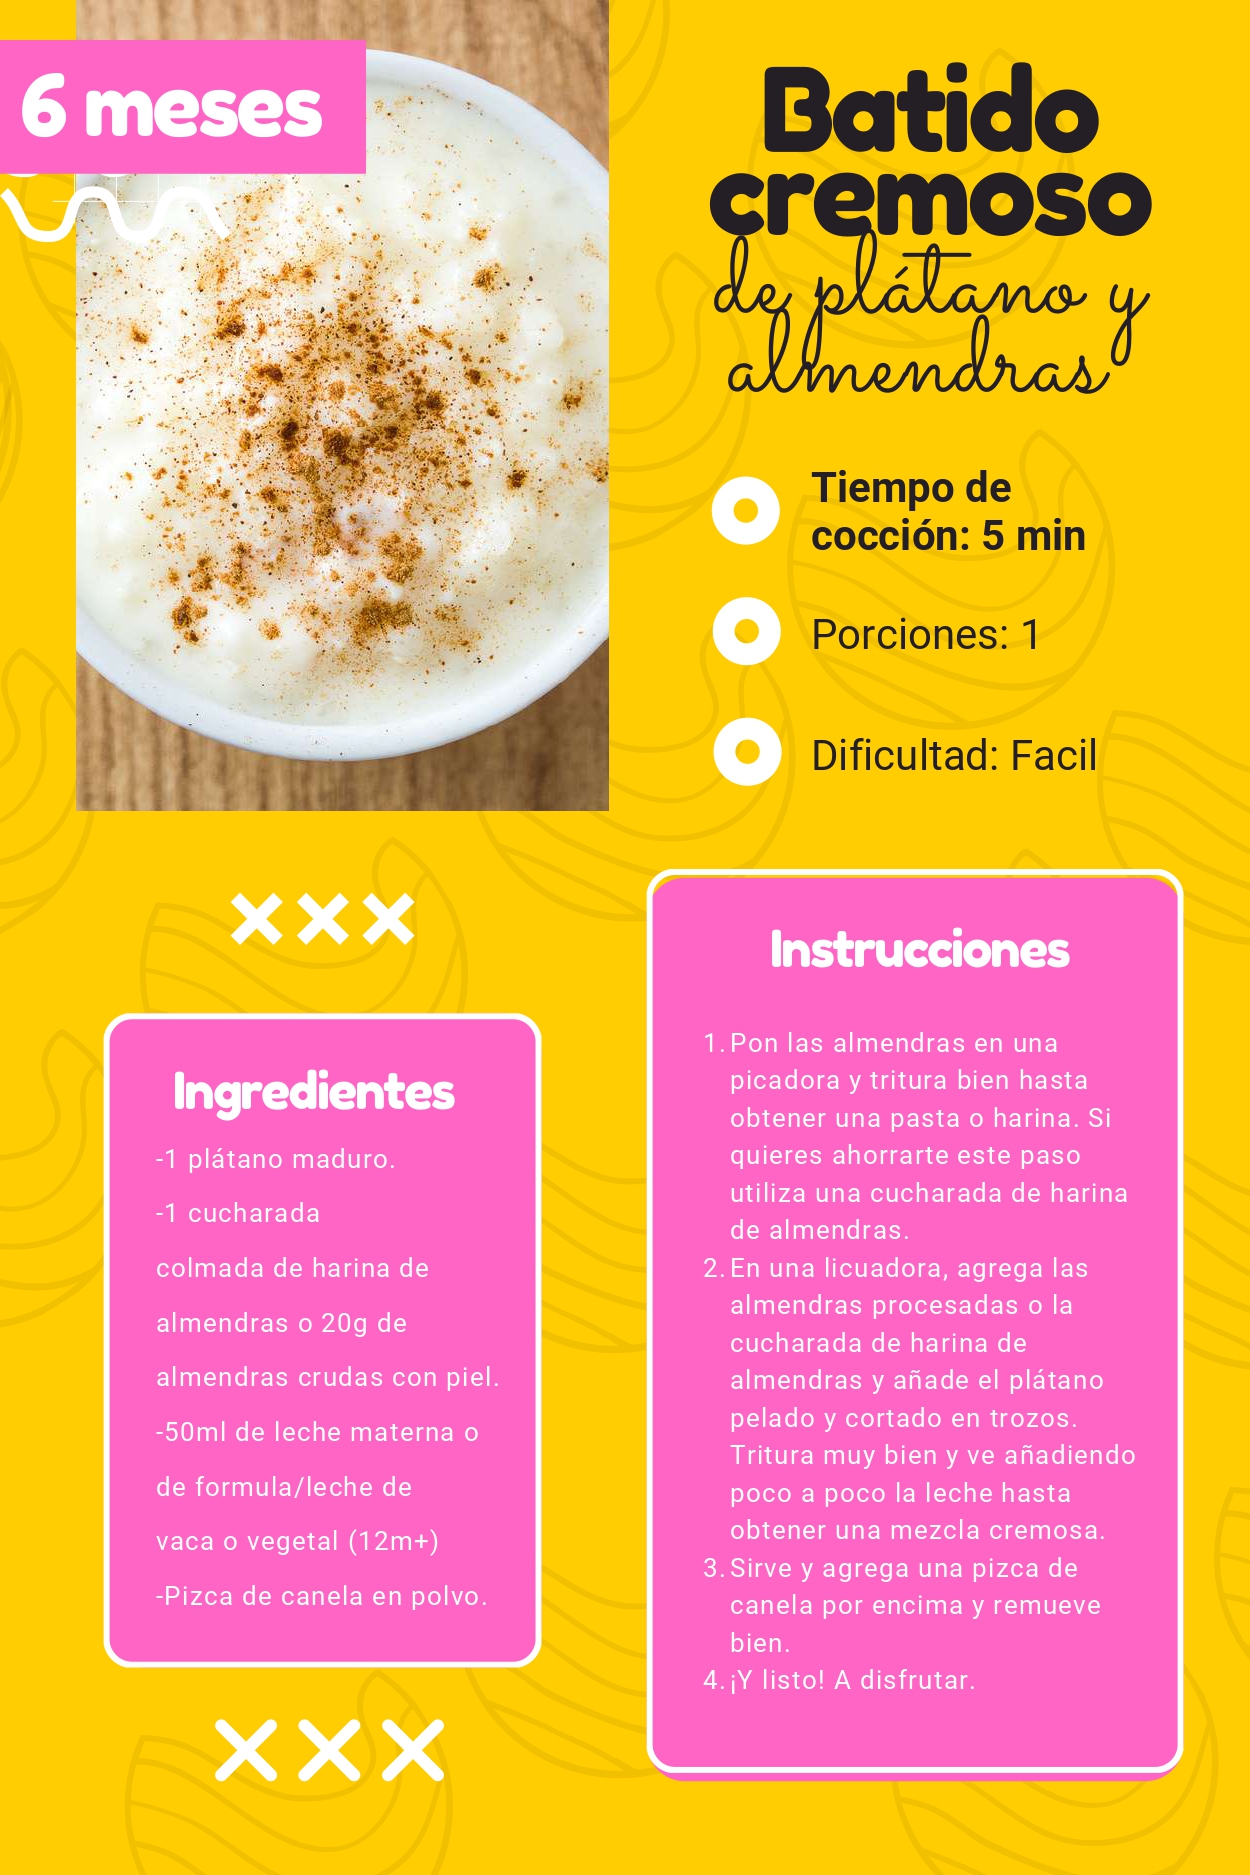 6 meses
Batido
cremoso
de plátano y
almendras
Tiempo de
cocción: 5 min
Porciones: 1
Dificultad: Facil
Ingredientes
-1 plátano maduro.
-1 cucharada
colmada de harina de
almendras o 20g de
almendras crudas con piel.
-50ml de leche materna o
de formula/leche de
vaca o vegetal (12m+)
-Pizca de canela en polvo.
Instrucciones
1. Pon las almendras en una
picadora y tritura bien hasta
obtener una pasta o harina. Si
quieres ahorrarte este paso
utiliza una cucharada de harina
de almendras.
2. En una licuadora, agrega las
almendras procesadas o la
cucharada de harina de
almendras y añade el plátano
pelado y cortado en trozos.
Tritura muy bien y ve añadiendo
poco a poco la leche hasta
obtener una mezcla cremosa.
3. Sirve y agrega una pizca de
canela por encima y remueve
bien.
4. ¡Y listo! A disfrutar.